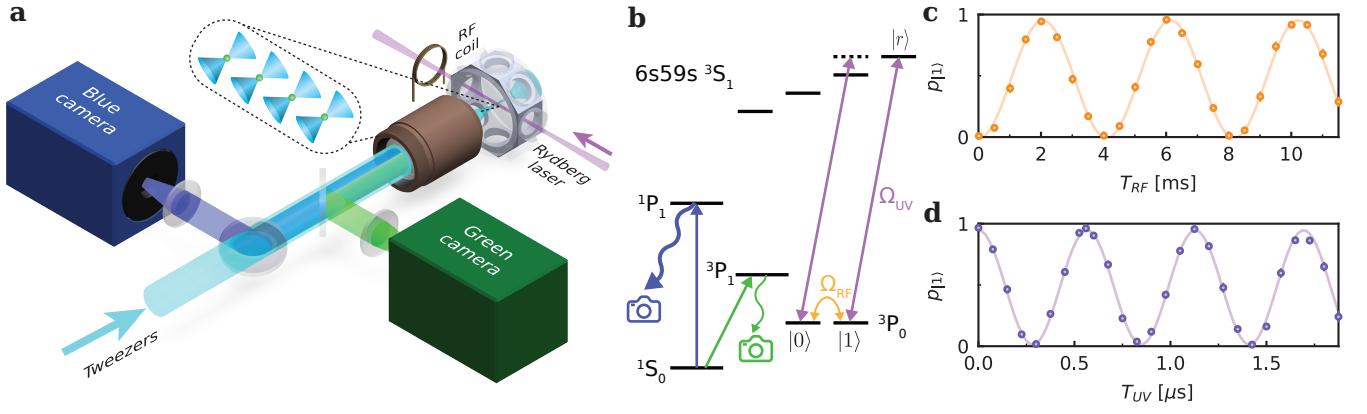 a
Blue
camera
RF
coil
Rydberg
laser
Green
camera
Tweezers
b
6s59s ³S₁
|r⟩
¹P₁
Ω_UV
³P₁
Ω_RF
³P₀
|0⟩ |1⟩
¹S₀
c
1
p|1⟩
0
0 2 4 6 8 10
T_RF [ms]
d
1
p|1⟩
0
0.0 0.5 1.0 1.5
T_UV [μs]